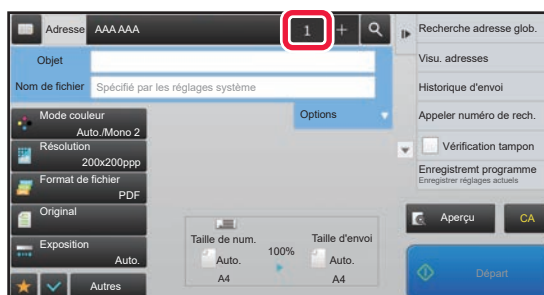 Adresse AAA AAA 1 +
Recherche adresse glob.
Objet
Visu. adresses
Nom de fichier Spécifié par les réglages système
Historique d'envoi
Mode couleur
Auto./Mono 2
Options
Appeler numéro de rech.
Résolution
200x200ppp
Vérification tampon
Format de fichier
PDF
Enregistremt programme
Enregistrer réglages actuels
Original
Aperçu
CA
Exposition
Auto.
Taille de num.
Auto.
A4
100%
Taille d'envoi
Auto.
A4
Départ
Autres